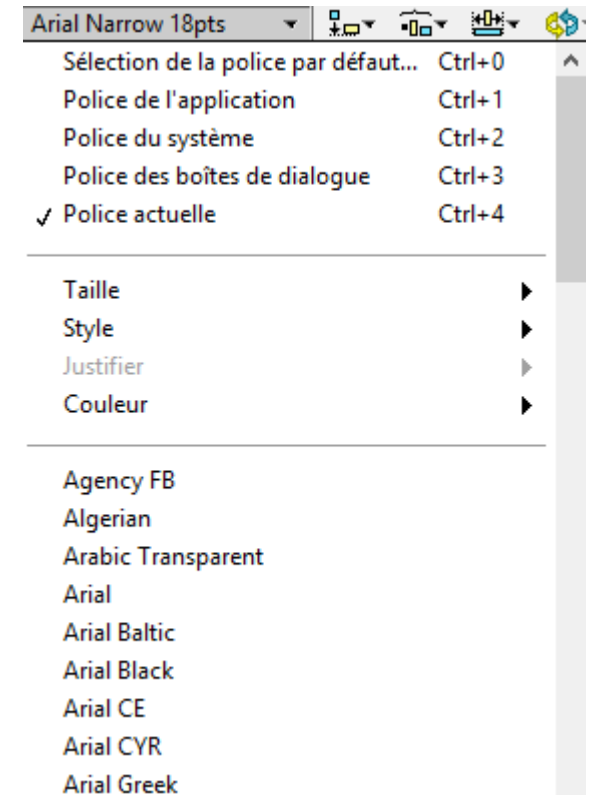 Arial Narrow 18pts
Sélection de la police par défaut... Ctrl+0
Police de l'application Ctrl+1
Police du système Ctrl+2
Police des boîtes de dialogue Ctrl+3
Police actuelle Ctrl+4
Taille
Style
Justifier
Couleur
Agency FB
Algerian
Arabic Transparent
Arial
Arial Baltic
Arial Black
Arial CE
Arial CYR
Arial Greek